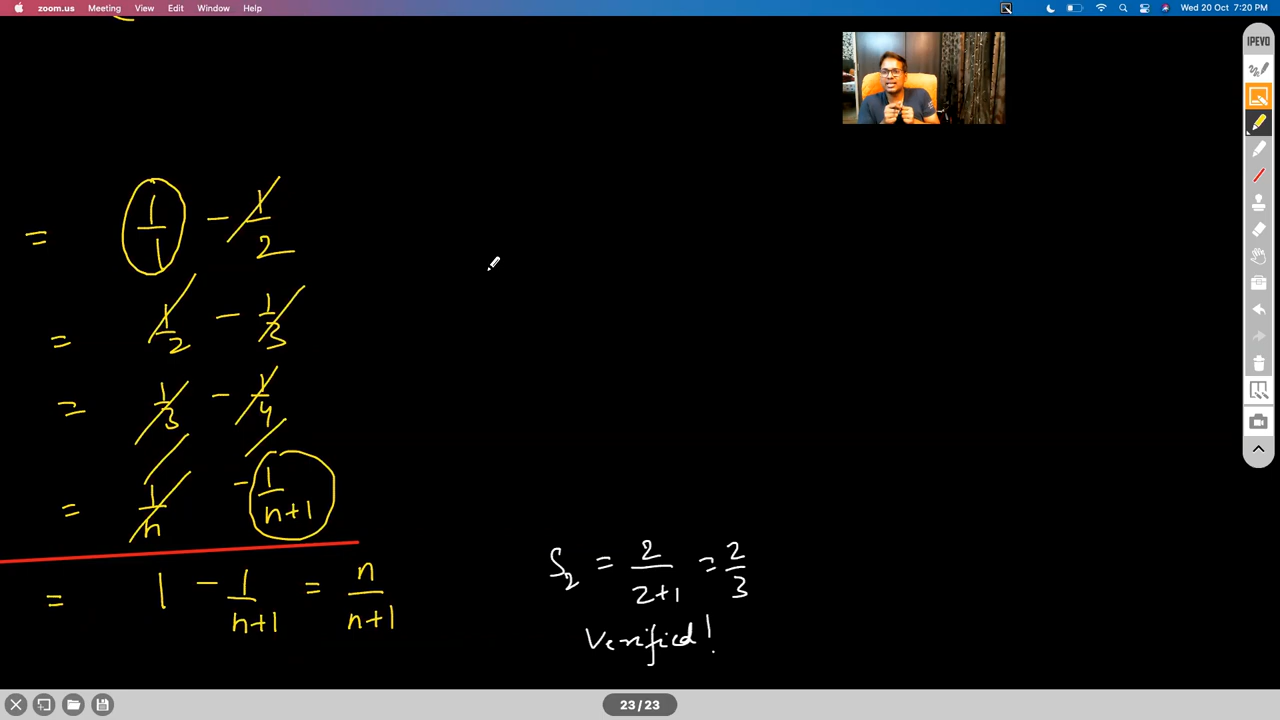 zoom.us Meeting View Edit Window Help Wed 20 Oct 7:20 PM
IPEVO
= 1/1 - 1/2
= 1/2 - 1/3
= 1/3 - 1/4
= 1/n - 1/n+1
= 1 - 1/n+1 = n/n+1
S₂ = 2/2+1 = 2/3
Verified!
23/23